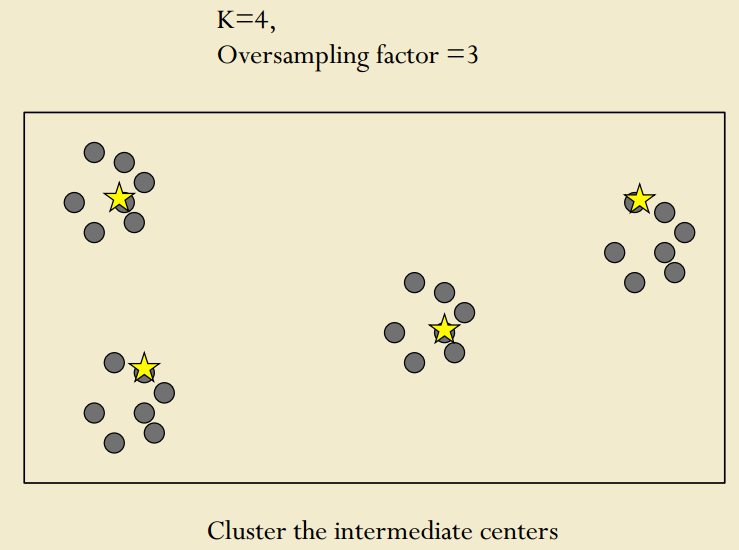 K=4,
Oversampling factor =3
Cluster the intermediate centers